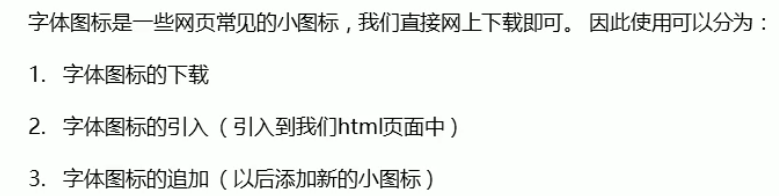 字体图标是一些网页常见的小图标，我们直接网上下载即可。 因此使用可以分为：
1. 字体图标的下载
2. 字体图标的引入（引入到我们html页面中）
3. 字体图标的追加（以后添加新的小图标）